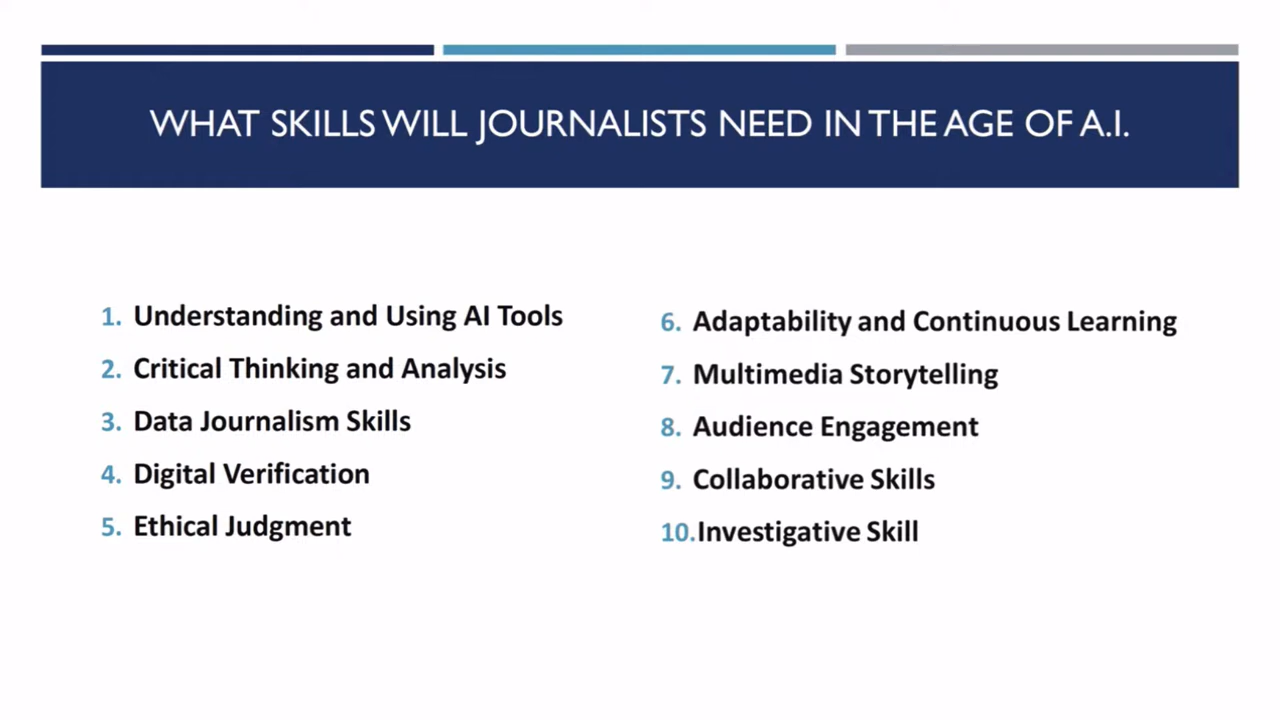 WHAT SKILLS WILL JOURNALISTS NEED IN THE AGE OF A.I.
1. Understanding and Using AI Tools
2. Critical Thinking and Analysis
3. Data Journalism Skills
4. Digital Verification
5. Ethical Judgment
6. Adaptability and Continuous Learning
7. Multimedia Storytelling
8. Audience Engagement
9. Collaborative Skills
10. Investigative Skill